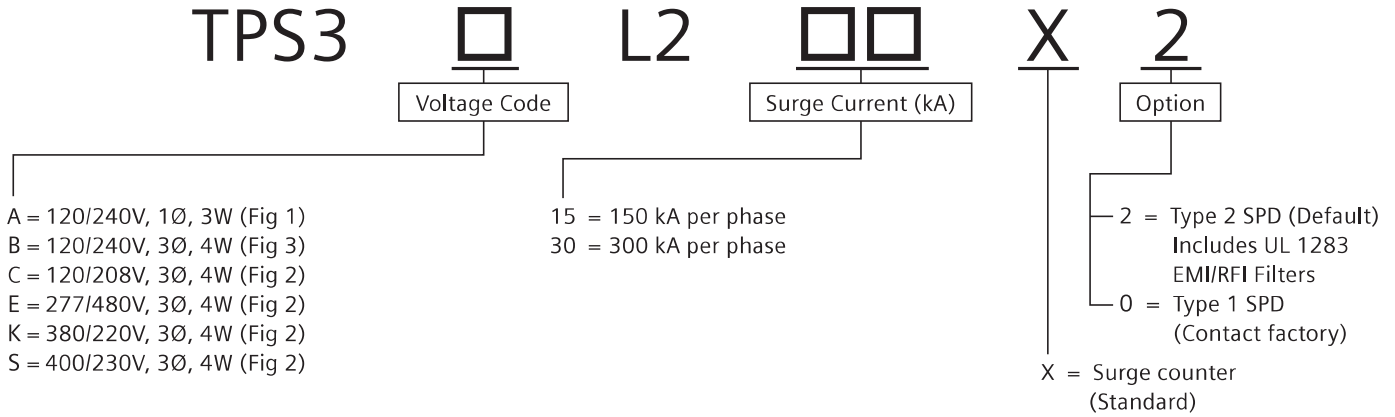 TPS3 □ L2 □□ X 2
Voltage Code
Surge Current (kA)
Option
A = 120/240V, 1Ø, 3W (Fig 1)
B = 120/240V, 3Ø, 4W (Fig 3)
C = 120/208V, 3Ø, 4W (Fig 2)
E = 277/480V, 3Ø, 4W (Fig 2)
K = 380/220V, 3Ø, 4W (Fig 2)
S = 400/230V, 3Ø, 4W (Fig 2)
15 = 150 kA per phase
30 = 300 kA per phase
2 = Type 2 SPD (Default)
Includes UL 1283
EMI/RFI Filters
0 = Type 1 SPD
(Contact factory)
X = Surge counter
(Standard)